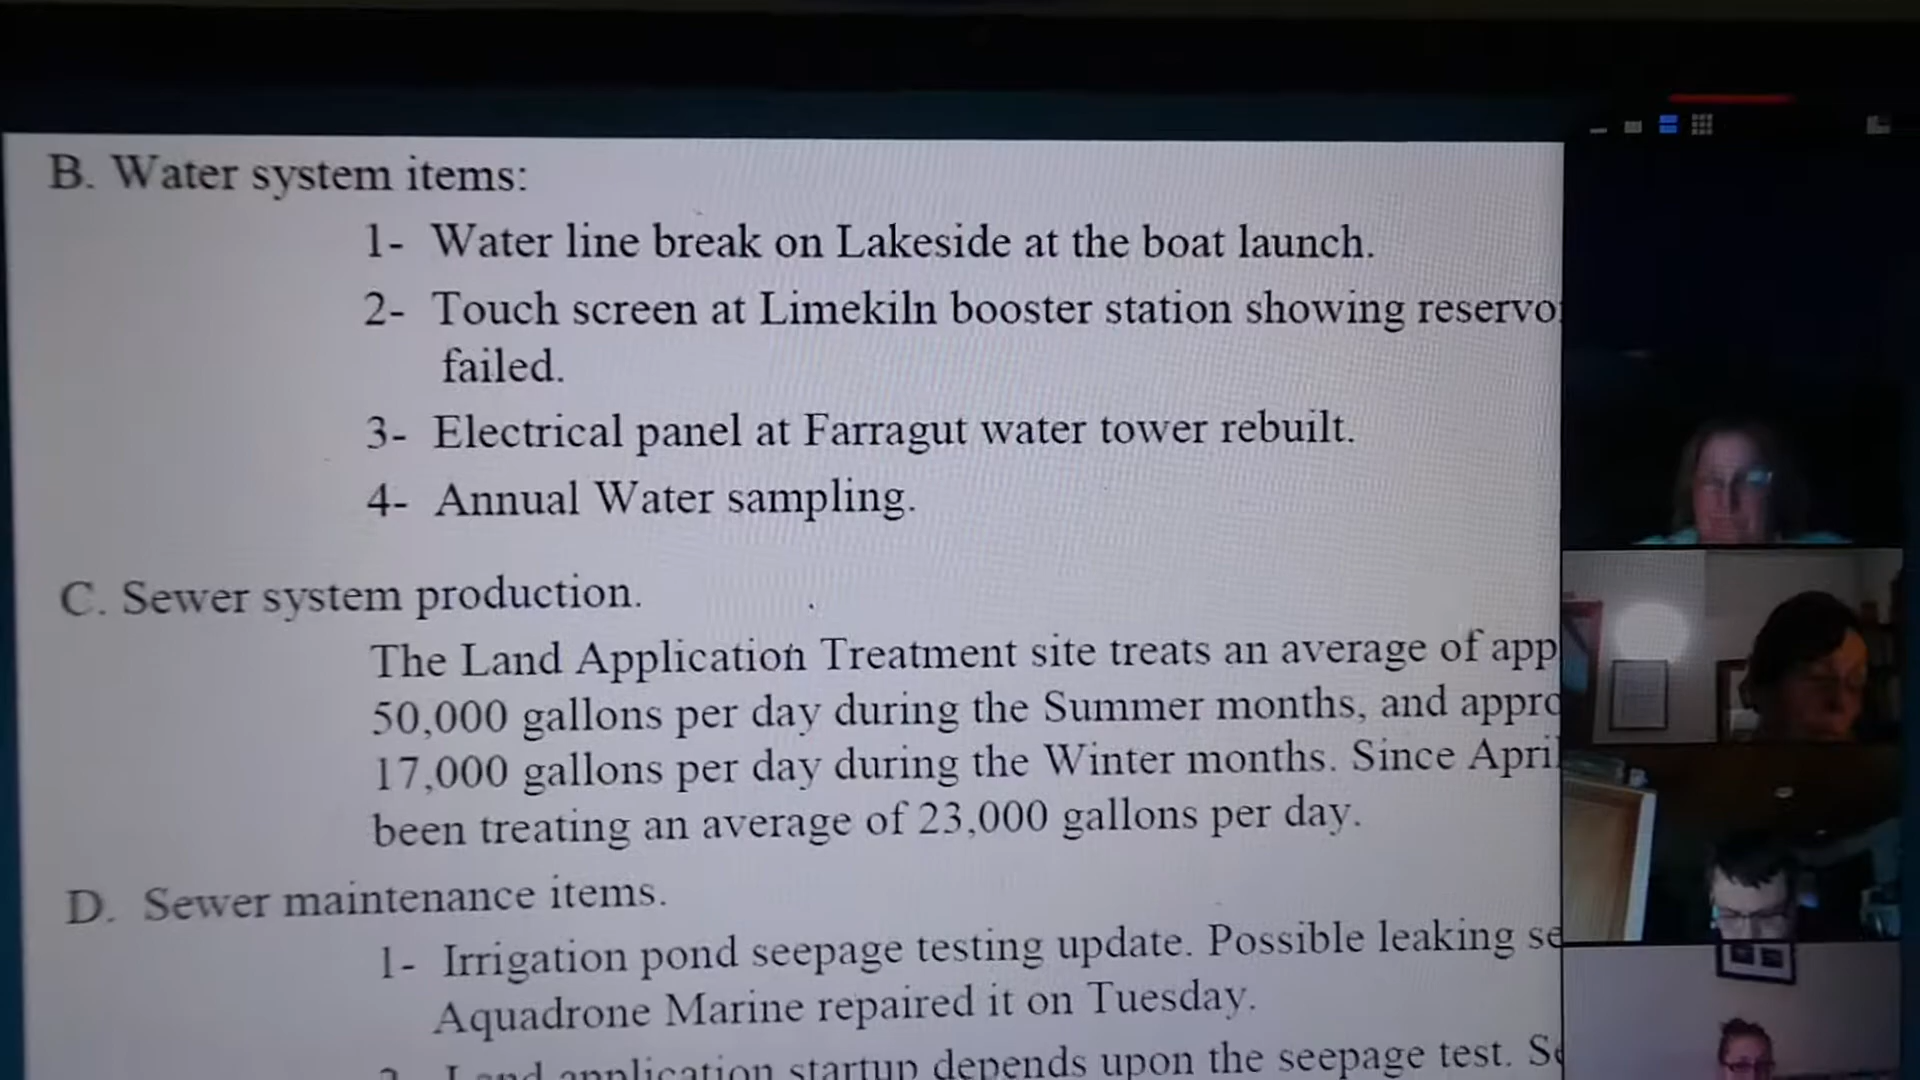 B. Water system items:
1- Water line break on Lakeside at the boat launch.
2- Touch screen at Limekiln booster station showing
failed.
3- Electrical panel at Farragut water tower rebuilt.
4- Annual Water sampling.
C. Sewer system production.
The Land Application Treatment site treats an average of
50,000 gallons per day during the Summer months, and
17,000 gallons per day during the Winter months. Since April
been treating an average of 23,000 gallons per day.
D. Sewer maintenance items.
1- Irrigation pond seepage testing update. Possible leaking
Aquadrone Marine repaired it on Tuesday.
Land application startup depends upon the seepage test.